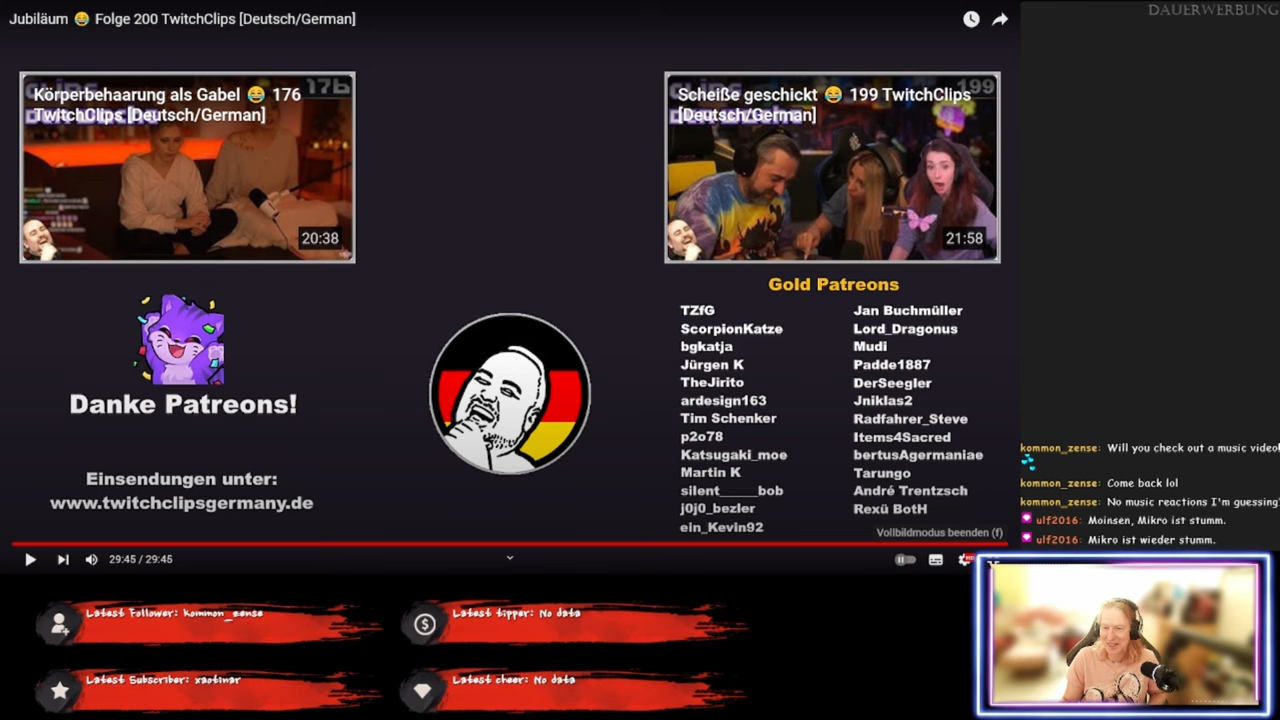 Jubiläum 😂 Folge 200 TwitchClips [Deutsch/German]
DAUERWERBUNG
176
Körperbehaarung als Gabel 😂 176
TwitchClips [Deutsch/German]
20:38
199
Scheiße geschickt 😂 199 TwitchClips
[Deutsch/German]
21:58
Danke Patreons!
Einsendungen unter:
www.twitchclipsgermany.de
Gold Patreons
TZfG
ScorpionKatze
bgkatja
Jürgen K
TheJirito
ardesign163
Tim Schenker
p2o78
Katsugaki_moe
Martin K
silent_____bob
j0j0_bezler
ein_Kevin92
Jan Buchmüller
Lord_Dragonus
Mudi
Padde1887
DerSeegler
Jniklas2
Radfahrer_Steve
Items4Sacred
bertusAgermaniae
Tarungo
André Trentzsch
Rexü BotH
Vollbildmodus beenden (f)
29:45 / 29:45
kommon_zense: Will you check out a music video
kommon_zense: Come back lol
kommon_zense: No music reactions I'm guessing?
ulf2016: Moinsen, Mikro ist stumm.
ulf2016: Mikro ist wieder stumm.
Latest Follower: kommon_zense
Latest tipper: No data
Latest Subscriber: xaotinar
Latest cheer: No data